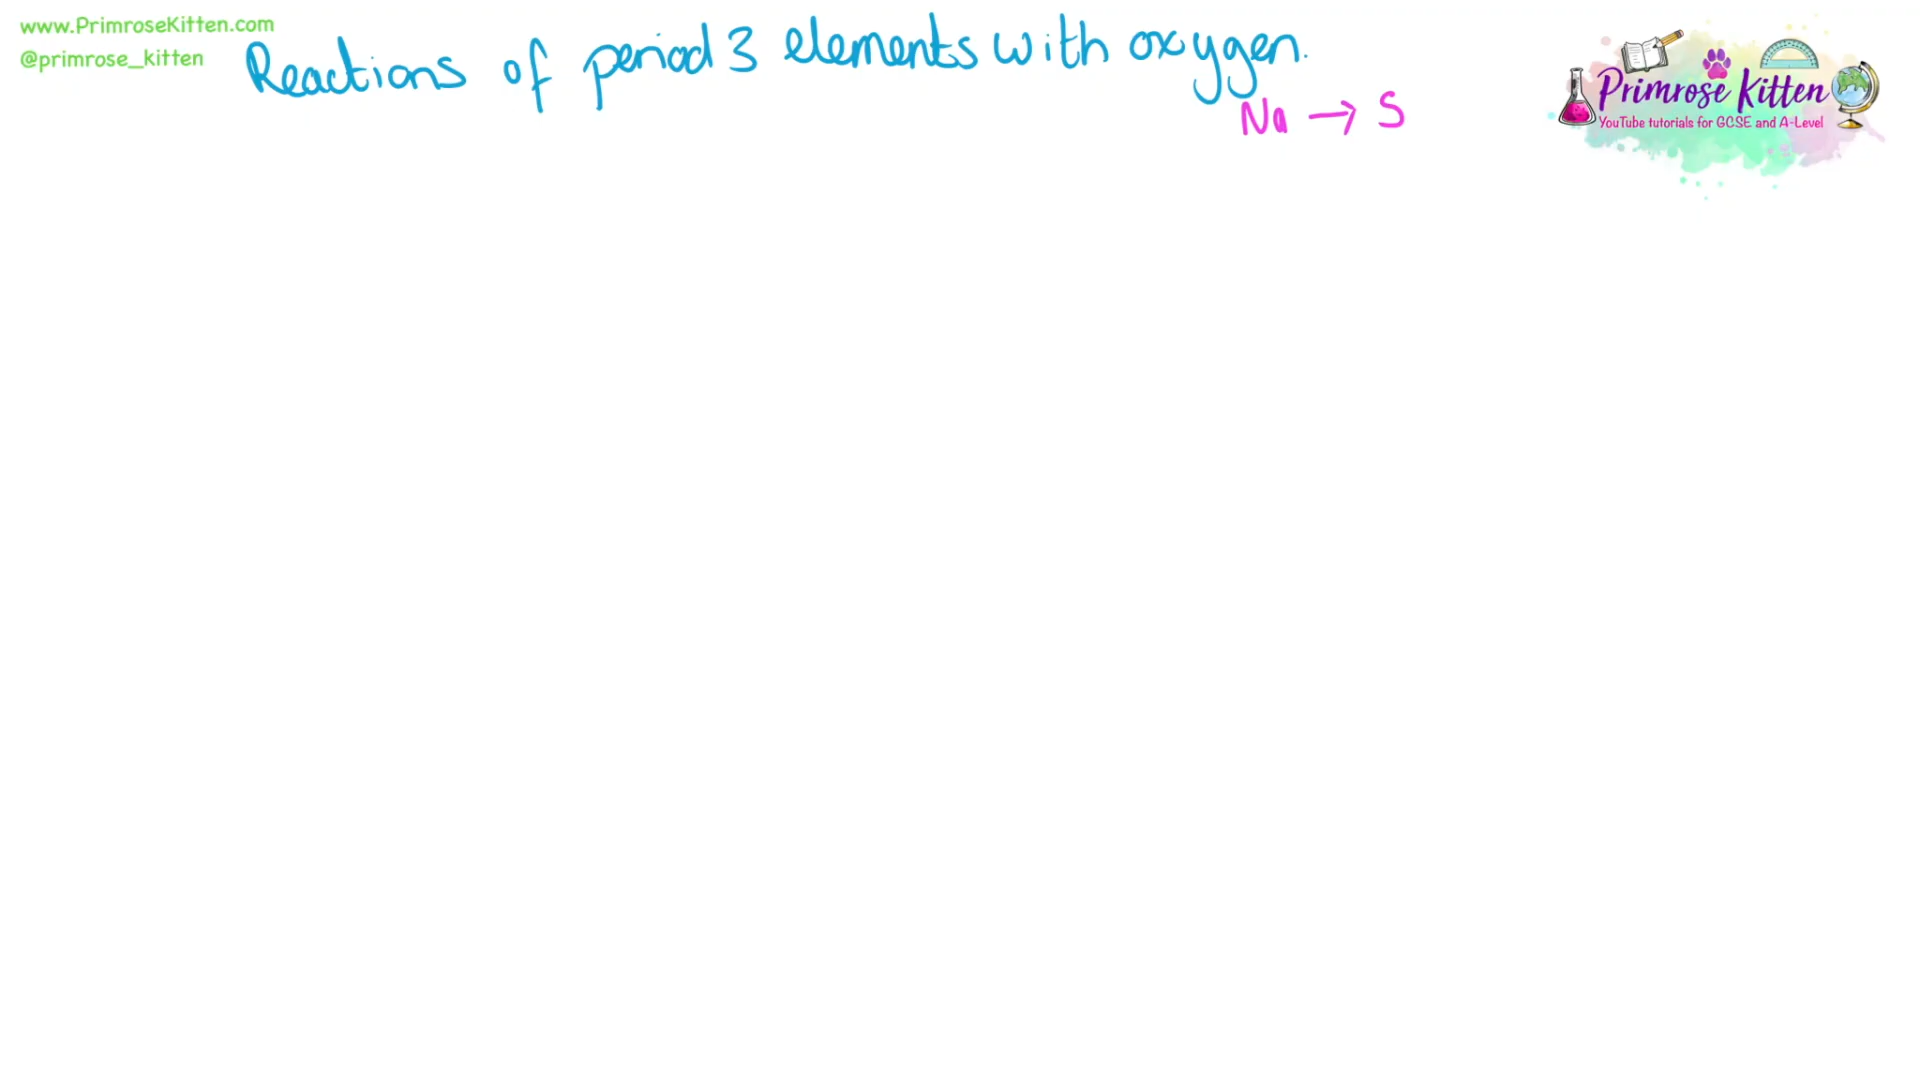 www.PrimroseKitten.com
@primrose_kitten
Reactions of period 3 elements with oxygen.
Na → S
Primrose Kitten
YouTube tutorials for GCSE and A-Level